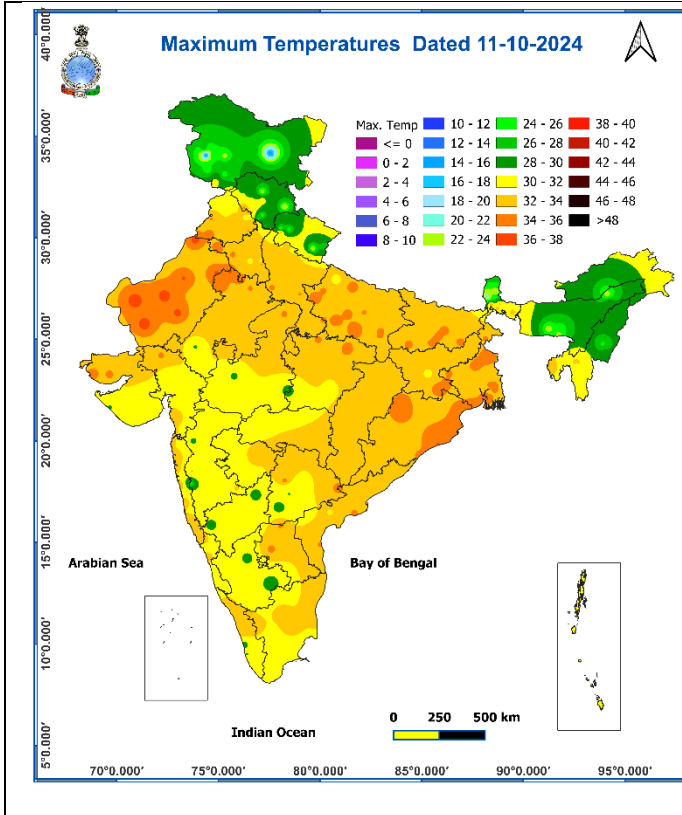 Maximum Temperatures Dated 11-10-2024
Max. Temp
<= 0
0 - 2
2 - 4
4 - 6
6 - 8
8 - 10
10 - 12
12 - 14
14 - 16
16 - 18
18 - 20
20 - 22
22 - 24
24 - 26
26 - 28
28 - 30
30 - 32
32 - 34
34 - 36
36 - 38
38 - 40
40 - 42
42 - 44
44 - 46
46 - 48
>48
40°0.000'
35°0.000'
30°0.000'
25°0.000'
20°0.000'
15°0.000'
10°0.000'
5°0.000'
Arabian Sea
Bay of Bengal
Indian Ocean
0 250 500 km
70°0.000' 75°0.000' 80°0.000' 85°0.000' 90°0.000' 95°0.000'